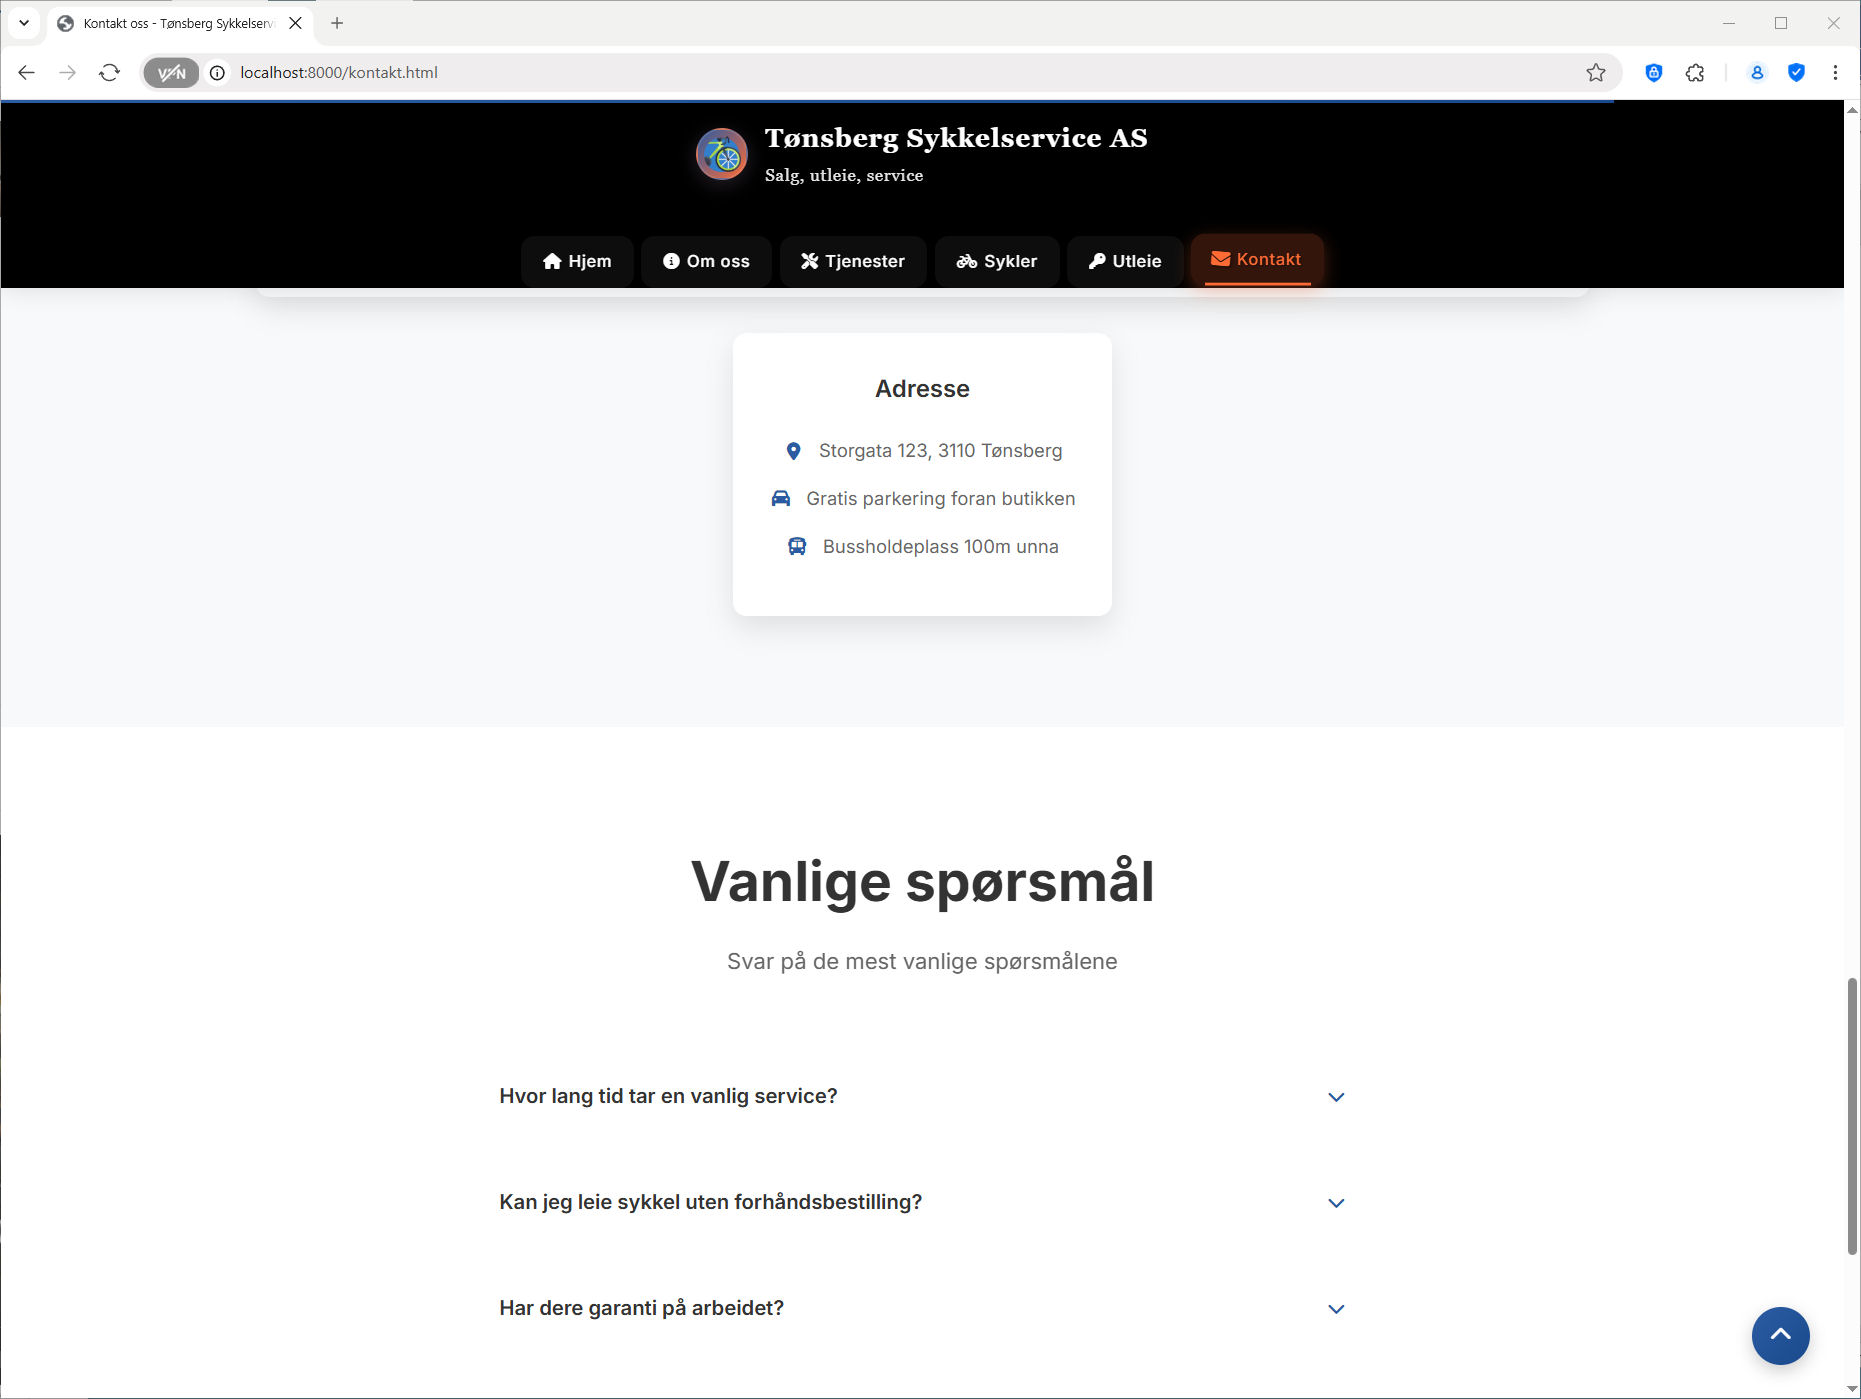 Kontakt oss - Tønsberg Sykkelserv
VPN
localhost:8000/kontakt.html
Tønsberg Sykkelservice AS
Salg, utleie, service
Hjem Om oss Tjenester Sykler Utleie Kontakt
Adresse
Storgata 123, 3110 Tønsberg
Gratis parkering foran butikken
Bussholdeplass 100m unna
Vanlige spørsmål
Svar på de mest vanlige spørsmålene
Hvor lang tid tar en vanlig service?
Kan jeg leie sykkel uten forhåndsbestilling?
Har dere garanti på arbeidet?